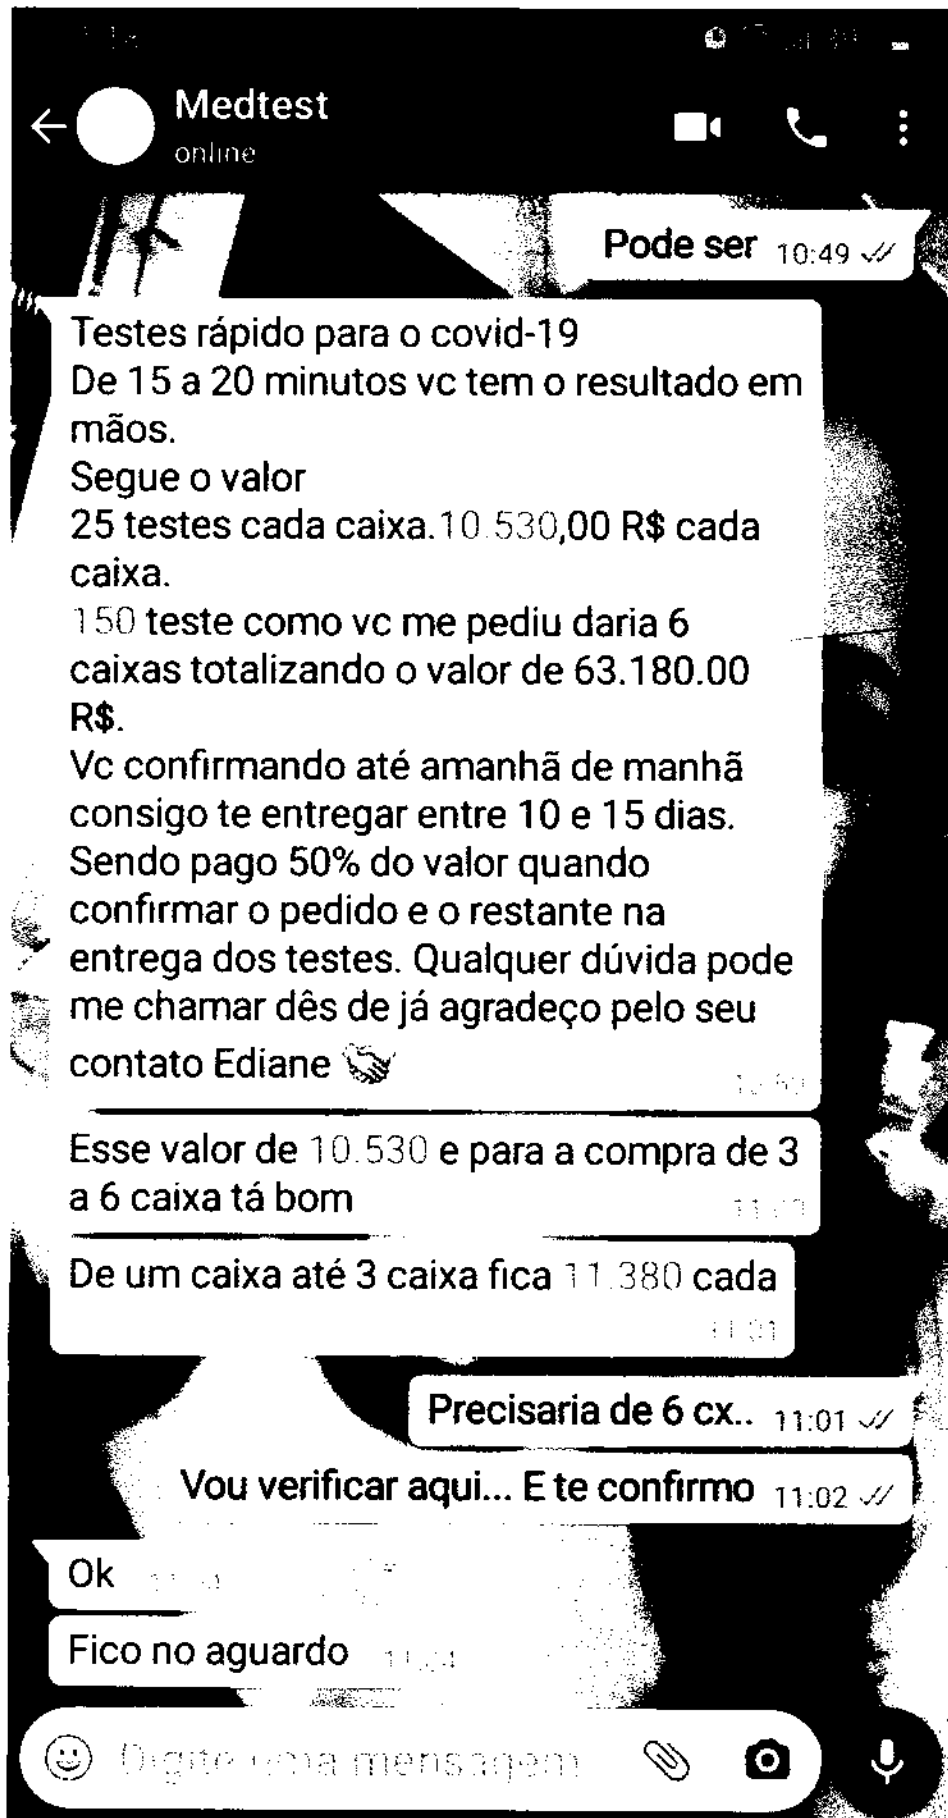 Medtest
online
Pode ser 10:49
Testes rápido para o covid-19
De 15 a 20 minutos vc tem o resultado em
mãos.
Segue o valor
25 testes cada caixa.10.530,00 R$ cada
caixa.
150 teste como vc me pediu daria 6
caixas totalizando o valor de 63.180.00
R$.
Vc confirmando até amanhã de manhã
consigo te entregar entre 10 e 15 dias.
Sendo pago 50% do valor quando
confirmar o pedido e o restante na
entrega dos testes. Qualquer dúvida pode
me chamar dês de já agradeço pelo seu
contato Ediane 🤝
Esse valor de 10.530 e para a compra de 3
a 6 caixa tá bom
De um caixa até 3 caixa fica 11.380 cada
11:01
Precisaria de 6 cx.. 11:01
Vou verificar aqui... E te confirmo 11:02
Ok
Fico no aguardo
Digite uma mensagem